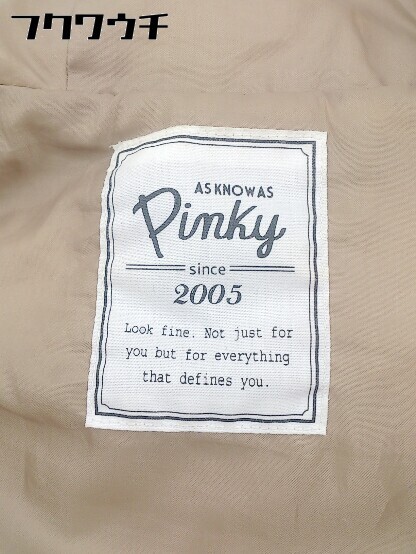 フクウウチ
ASKNOWAS
Pinky
since
2005
Look fine. Not just for
you but for everything
that defines you.